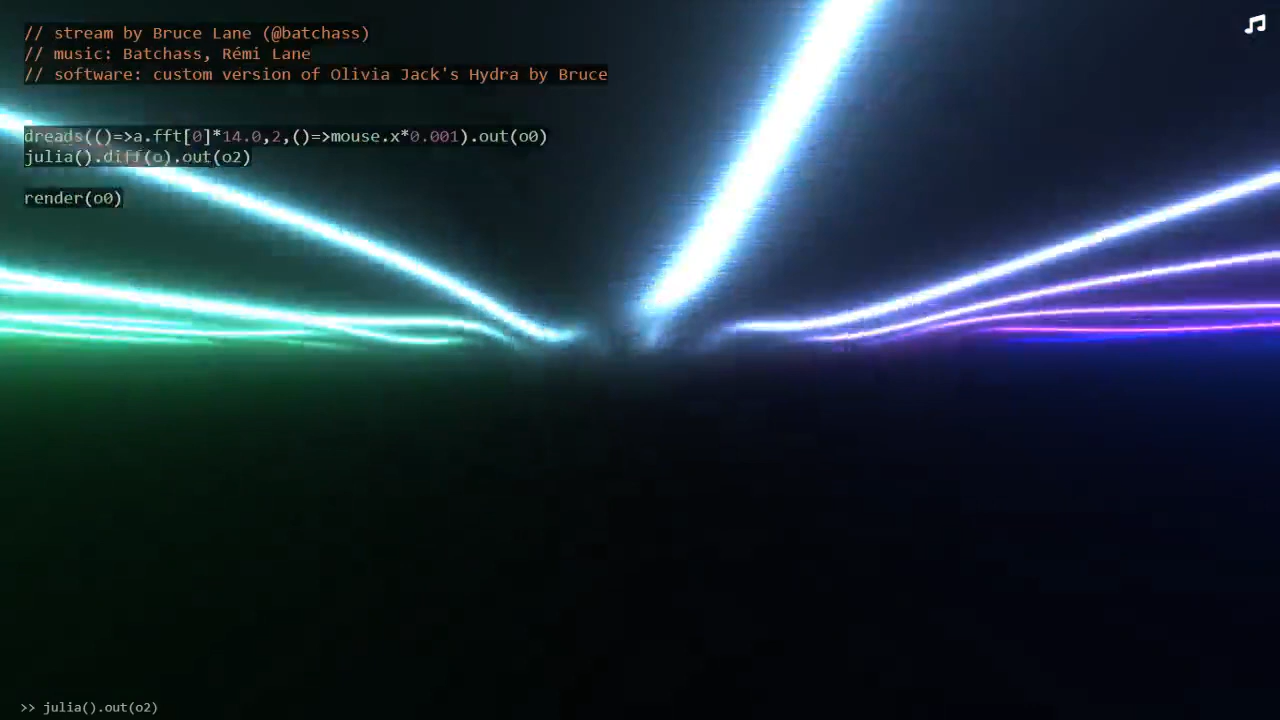 // stream by Bruce Lane (@batchass)
// music: Batchass, Rémi Lane
// software: custom version of Olivia Jack's Hydra by Bruce
dreads(()=>a.fft[0]*14.0,2,()=>mouse.x*0.001).out(o0)
julia().diff(o).out(o2)
render(o0)
>> julia().out(o2)